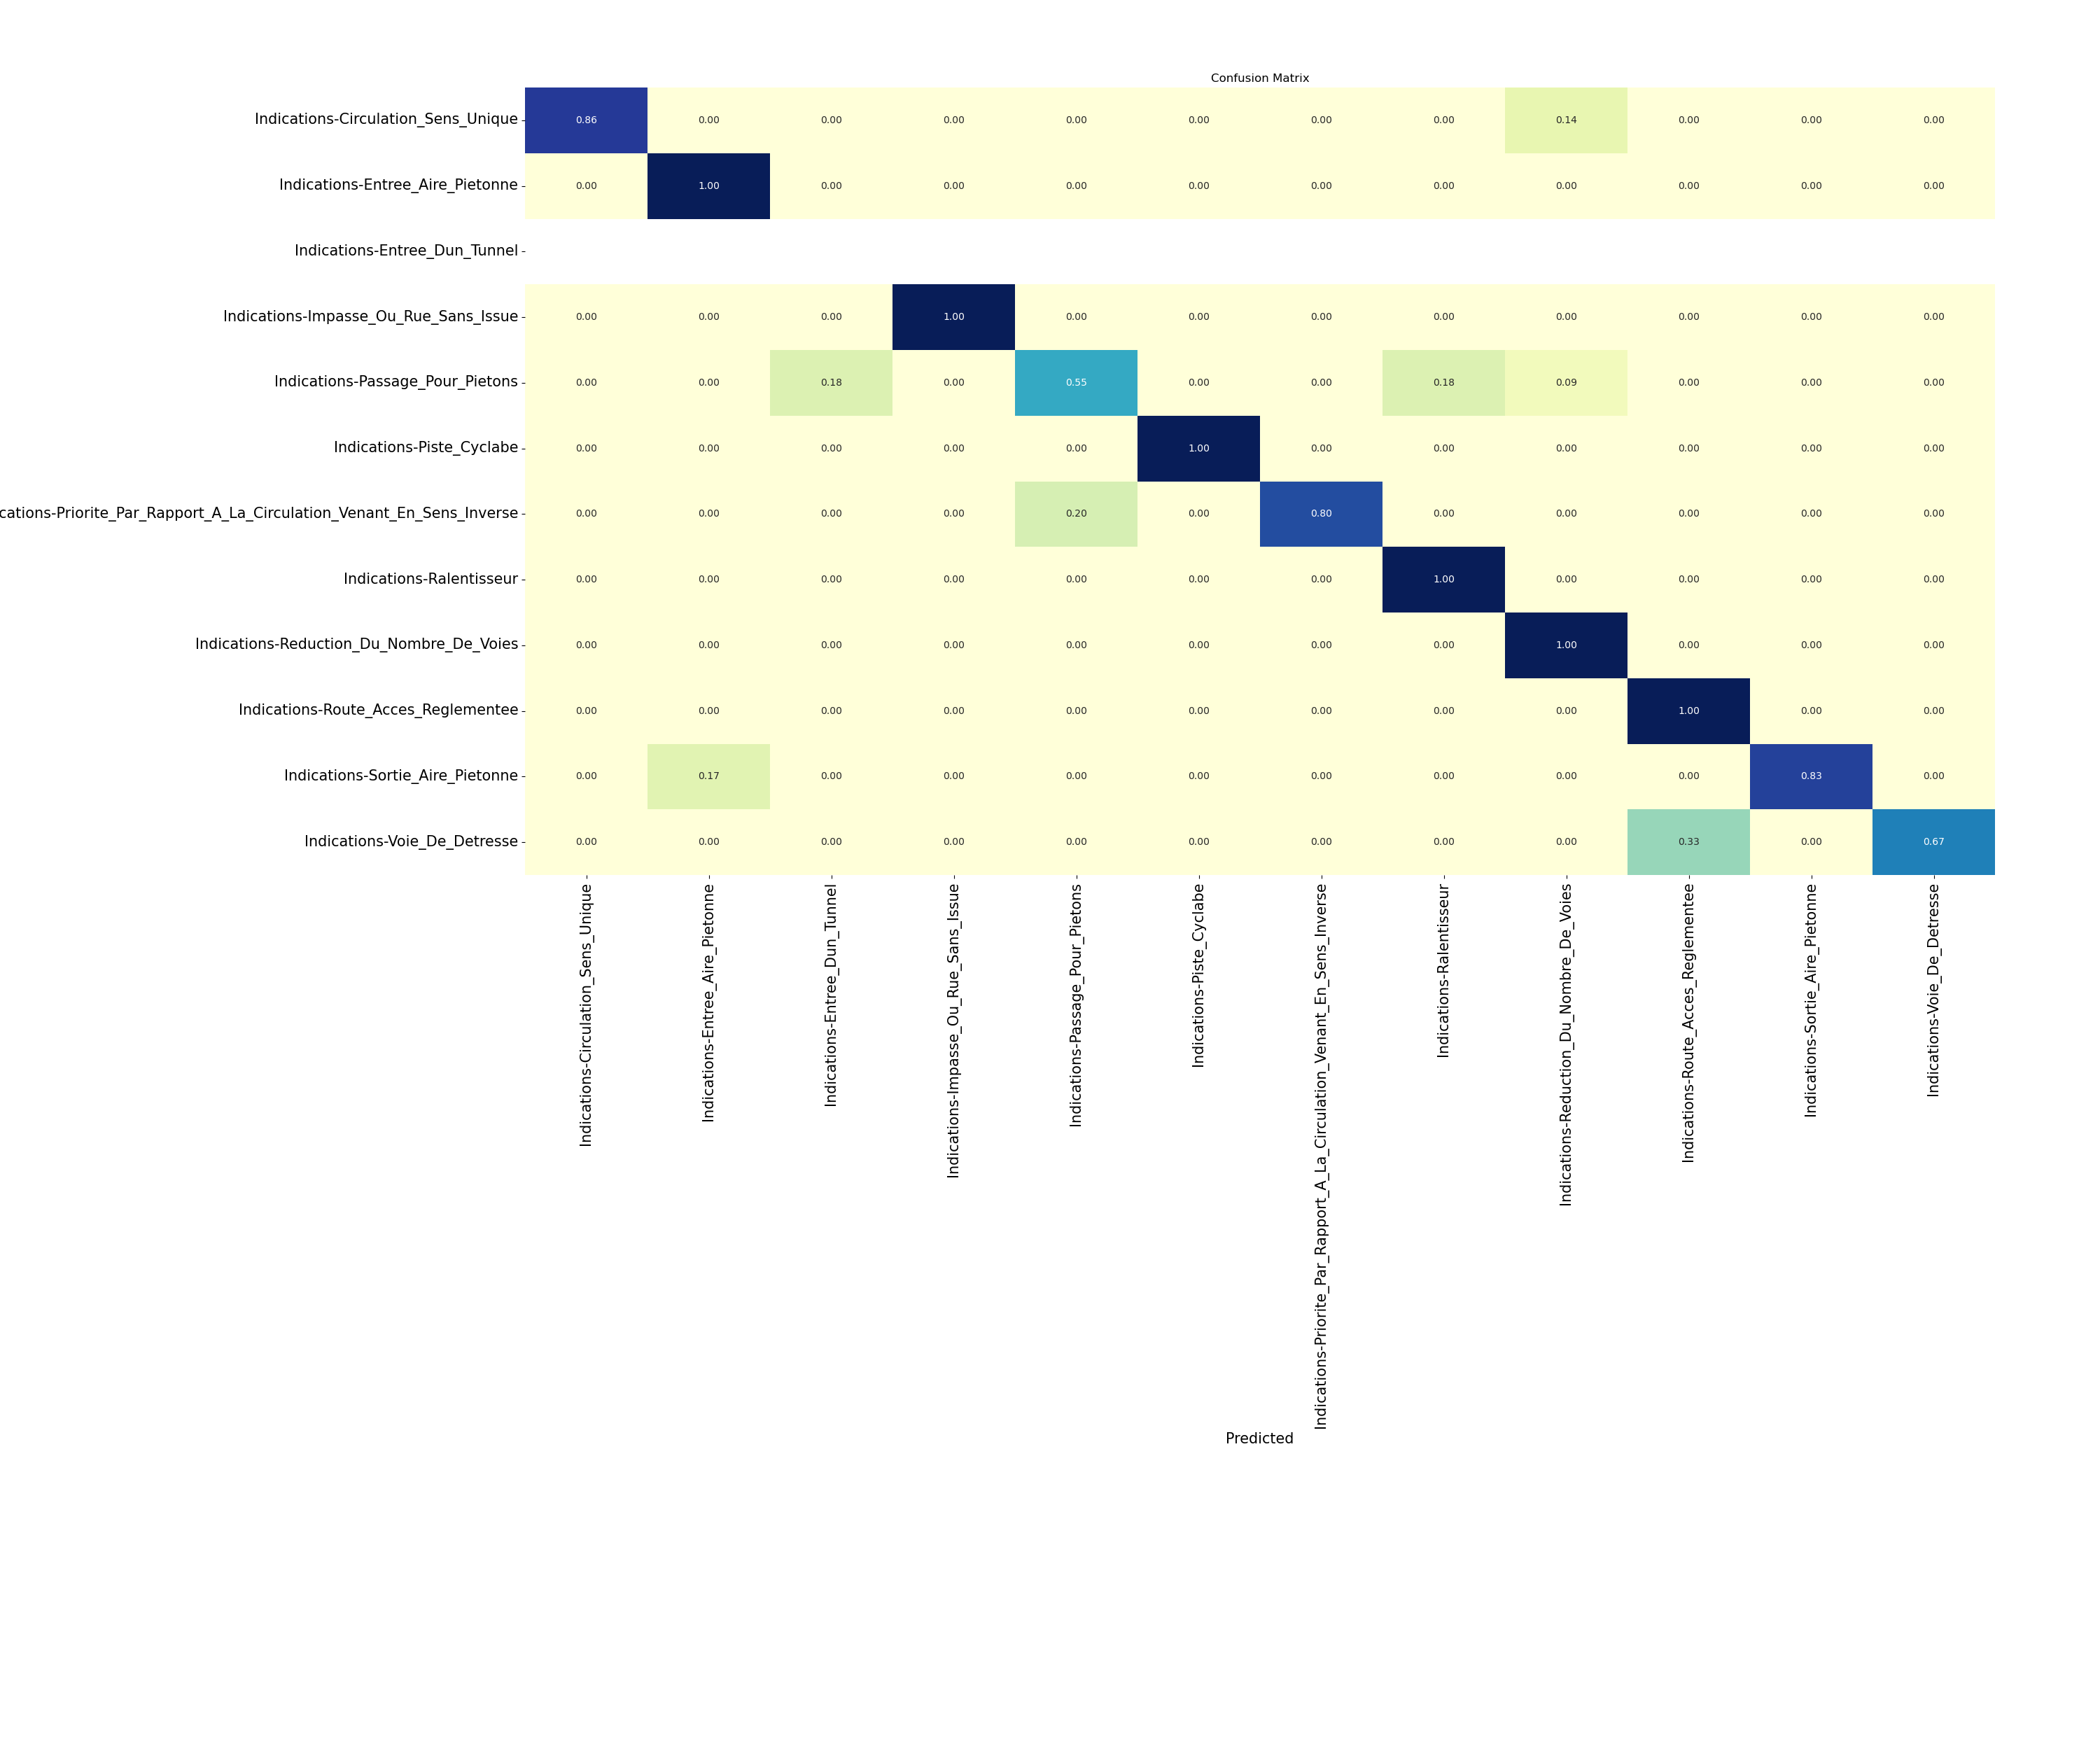 Confusion Matrix
Indications-Circulation_Sens_Unique 0.86 0.00 0.00 0.00 0.00 0.00 0.00 0.00 0.14 0.00 0.00 0.00
Indications-Entree_Aire_Pietonne 0.00 1.00 0.00 0.00 0.00 0.00 0.00 0.00 0.00 0.00 0.00 0.00
Indications-Entree_Dun_Tunnel
Indications-Impasse_Ou_Rue_Sans_Issue 0.00 0.00 0.00 1.00 0.00 0.00 0.00 0.00 0.00 0.00 0.00 0.00
Indications-Passage_Pour_Pietons 0.00 0.00 0.18 0.00 0.55 0.00 0.00 0.18 0.09 0.00 0.00 0.00
Indications-Piste_Cyclabe 0.00 0.00 0.00 0.00 0.00 1.00 0.00 0.00 0.00 0.00 0.00 0.00
cations-Priorite_Par_Rapport_A_La_Circulation_Venant_En_Sens_Inverse 0.00 0.00 0.00 0.00 0.20 0.00 0.80 0.00 0.00 0.00 0.00 0.00
Indications-Ralentisseur 0.00 0.00 0.00 0.00 0.00 0.00 0.00 1.00 0.00 0.00 0.00 0.00
Indications-Reduction_Du_Nombre_De_Voies 0.00 0.00 0.00 0.00 0.00 0.00 0.00 0.00 1.00 0.00 0.00 0.00
Indications-Route_Acces_Reglementee 0.00 0.00 0.00 0.00 0.00 0.00 0.00 0.00 0.00 1.00 0.00 0.00
Indications-Sortie_Aire_Pietonne 0.00 0.17 0.00 0.00 0.00 0.00 0.00 0.00 0.00 0.00 0.83 0.00
Indications-Voie_De_Detresse 0.00 0.00 0.00 0.00 0.00 0.00 0.00 0.00 0.00 0.33 0.00 0.67
Indications-Circulation_Sens_Unique
Indications-Entree_Aire_Pietonne
Indications-Entree_Dun_Tunnel
Indications-Impasse_Ou_Rue_Sans_Issue
Indications-Passage_Pour_Pietons
Indications-Piste_Cyclabe
Indications-Priorite_Par_Rapport_A_La_Circulation_Venant_En_Sens_Inverse
Indications-Ralentisseur
Indications-Reduction_Du_Nombre_De_Voies
Indications-Route_Acces_Reglementee
Indications-Sortie_Aire_Pietonne
Indications-Voie_De_Detresse
Predicted